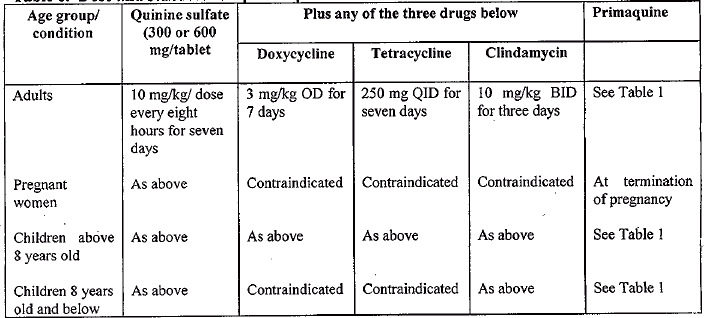 Age group/ condition
Quinine sulfate (300 or 600 mg/tablet
Plus any of the three drugs below
Primaquine
Doxycycline
Tetracycline
Clindamycin
Adults
10 mg/kg/ dose every eight hours for seven days
3 mg/kg OD for 7 days
250 mg QID for seven days
10 mg/kg BID for three days
See Table 1
Pregnant women
As above
Contraindicated
Contraindicated
Contraindicated
At termination of pregnancy
Children above 8 years old
As above
As above
As above
As above
See Table 1
Children 8 years old and below
As above
Contraindicated
Contraindicated
As above
See Table 1